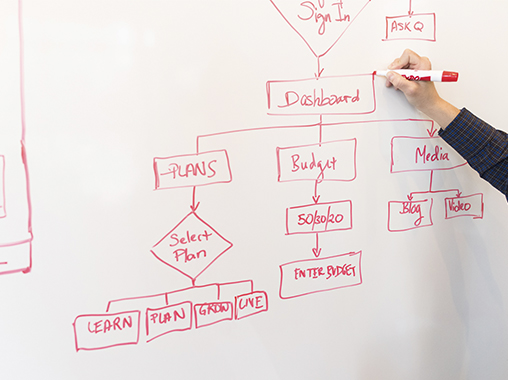 Sign In
ASK Q
Dashboard
PLANS
Budget
Media
Select
Plan
50/30/20
Blog
Video
ENTER BUDGET
LEARN
PLAN
GROW
LIVE